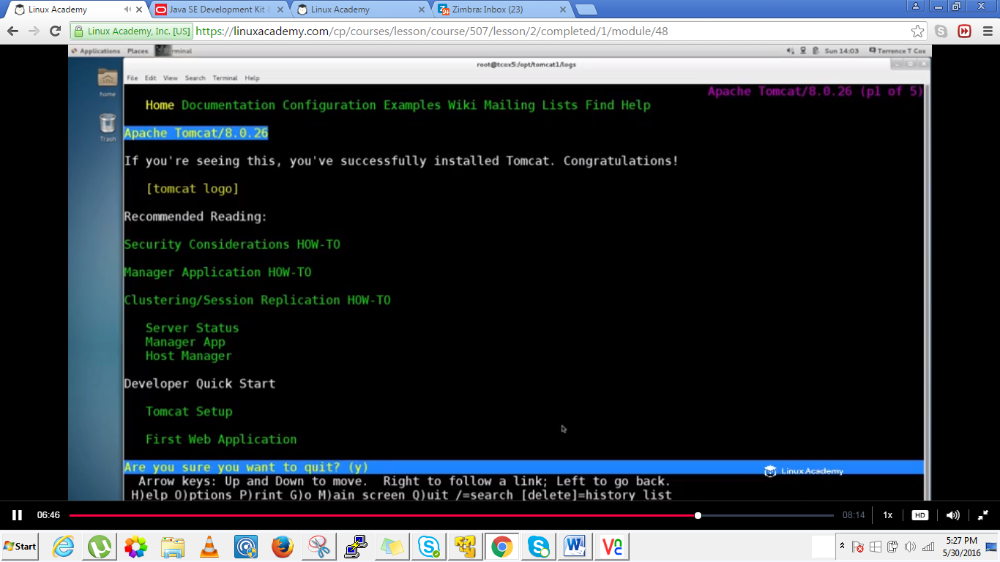 Linux Academy
Java SE Development Kit 8
Linux Academy
Zimbra: Inbox (23)
Linux Academy, Inc. [US] https://linuxacademy.com/cp/courses/lesson/course/507/lesson/2/completed/1/module/48
Applications Places rminal Sun 14:03 Terrence T Cox
root@tcox5:/opt/tomcat1/logs
File Edit View Search Terminal Help
home
Trash
Apache Tomcat/8.0.26 (p1 of 5)
Home Documentation Configuration Examples Wiki Mailing Lists Find Help
Apache Tomcat/8.0.26
If you're seeing this, you've successfully installed Tomcat. Congratulations!
[tomcat logo]
Recommended Reading:
Security Considerations HOW-TO
Manager Application HOW-TO
Clustering/Session Replication HOW-TO
Server Status
Manager App
Host Manager
Developer Quick Start
Tomcat Setup
First Web Application
Are you sure you want to quit? (y)
Linux Academy
Arrow keys: Up and Down to move. Right to follow a link; Left to go back.
H)elp O)ptions P)rint G)o M)ain screen Q)uit /=search [delete]=history list
06:46 08:14 1x HD
Start
5:27 PM
5/30/2016